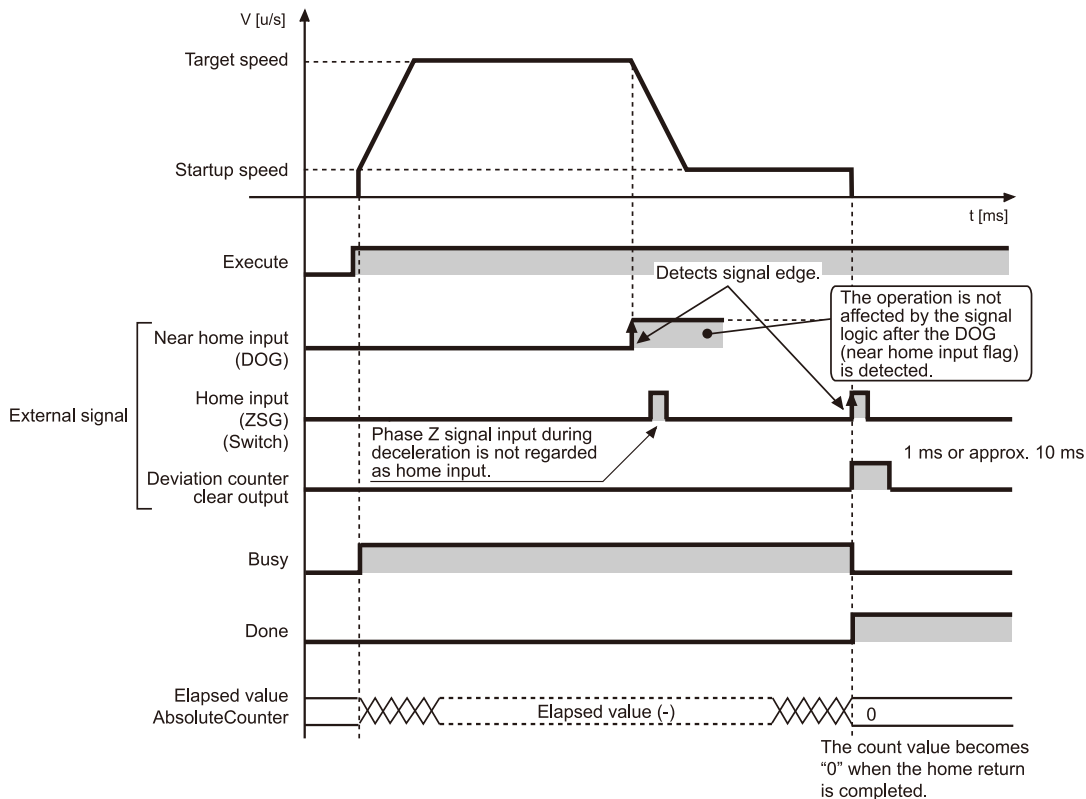 V [u/s]
Target speed
Startup speed
t [ms]
Execute
Detects signal edge.
The operation is not
affected by the signal
logic after the DOG
(near home input flag)
is detected.
Near home input
(DOG)
External signal
Home input
(ZSG)
(Switch)
Phase Z signal input during
deceleration is not regarded
as home input.
1 ms or approx. 10 ms
Deviation counter
clear output
Busy
Done
Elapsed value
AbsoluteCounter
Elapsed value (-)
0
The count value becomes
“0” when the home return
is completed.